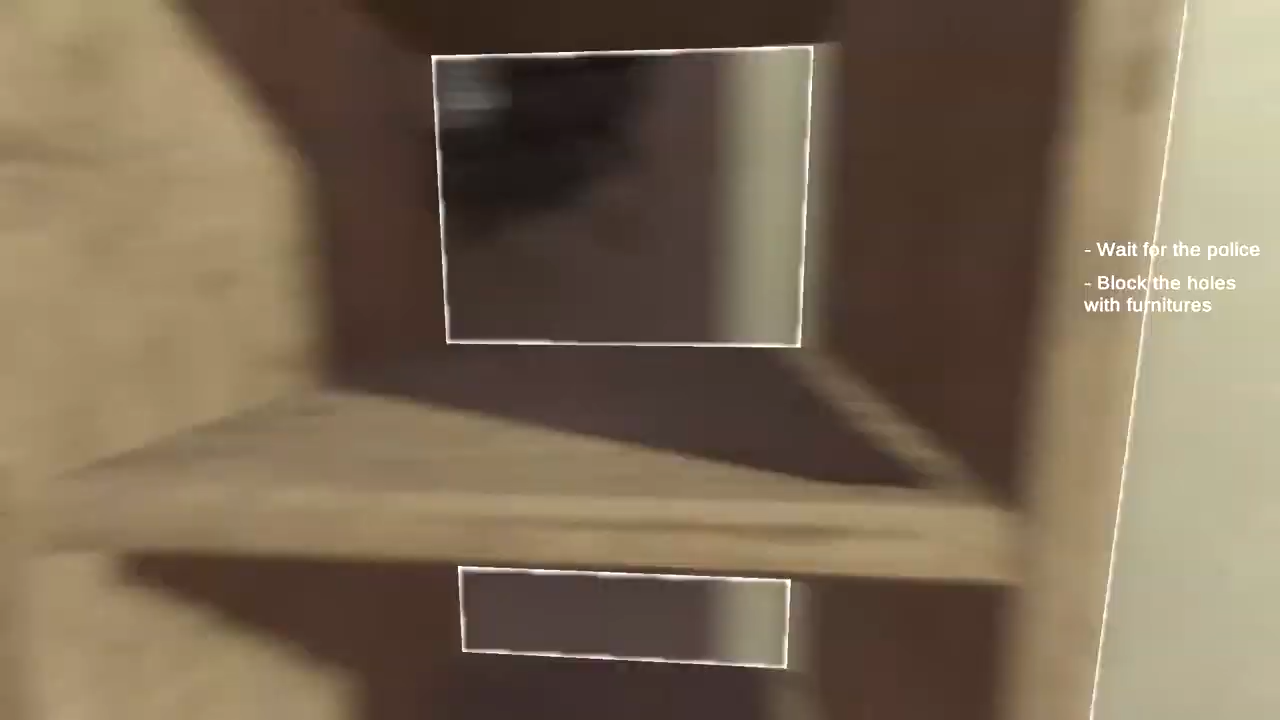 - Wait for the police
- Block the holes
with furnitures